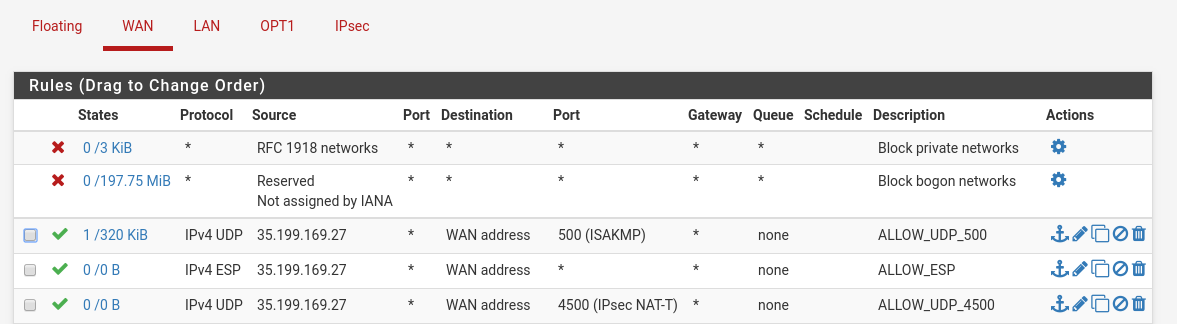 Floating WAN LAN OPT1 IPsec
Rules (Drag to Change Order)
States Protocol Source Port Destination Port Gateway Queue Schedule Description Actions
0 /3 KiB * RFC 1918 networks * * * * * Block private networks
0 /197.75 MiB * Reserved * * * * * Block bogon networks
Not assigned by IANA
1 /320 KiB IPv4 UDP 35.199.169.27 * WAN address 500 (ISAKMP) * none ALLOW_UDP_500
0 /0 B IPv4 ESP 35.199.169.27 * WAN address * * none ALLOW_ESP
0 /0 B IPv4 UDP 35.199.169.27 * WAN address 4500 (IPsec NAT-T) * none ALLOW_UDP_4500